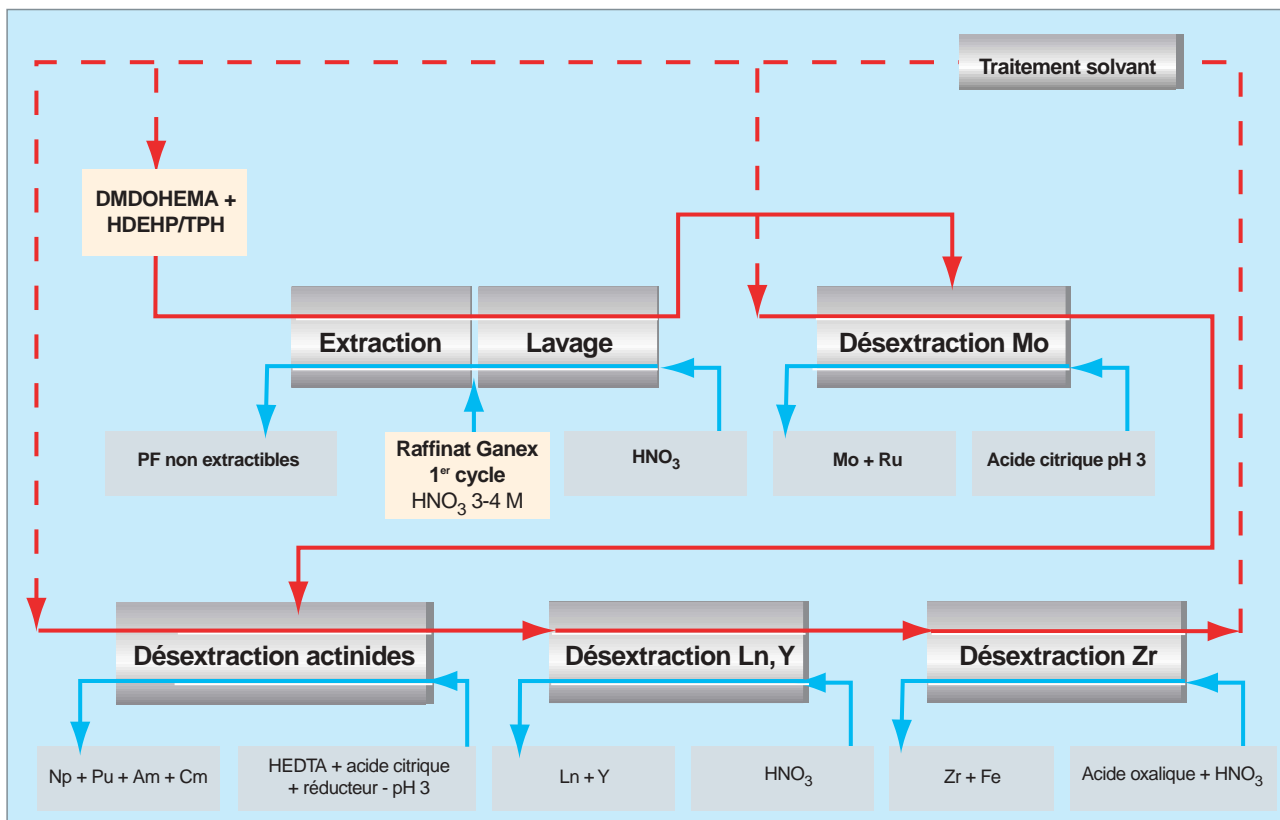 Traitement solvant
DMDOHEMA +
HDEHP/TPH
Extraction
Lavage
Désextraction Mo
PF non extractibles
Raffinat Ganex
1er cycle
HNO3 3-4 M
HNO3
Mo + Ru
Acide citrique pH 3
Désextraction actinides
Désextraction Ln,Y
Désextraction Zr
Np + Pu + Am + Cm
HEDTA + acide citrique
+ réducteur - pH 3
Ln + Y
HNO3
Zr + Fe
Acide oxalique + HNO3